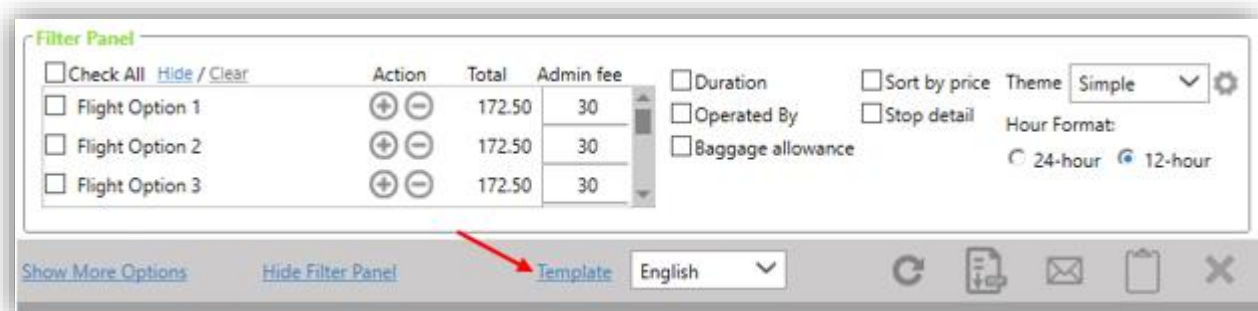 Filter Panel
Check All Hide / Clear Action Total Admin fee
Flight Option 1 172.50 30
Flight Option 2 172.50 30
Flight Option 3 172.50 30
Duration
Operated By
Baggage allowance
Sort by price
Stop detail
Theme Simple
Hour Format:
24-hour 12-hour
Show More Options Hide Filter Panel Template English